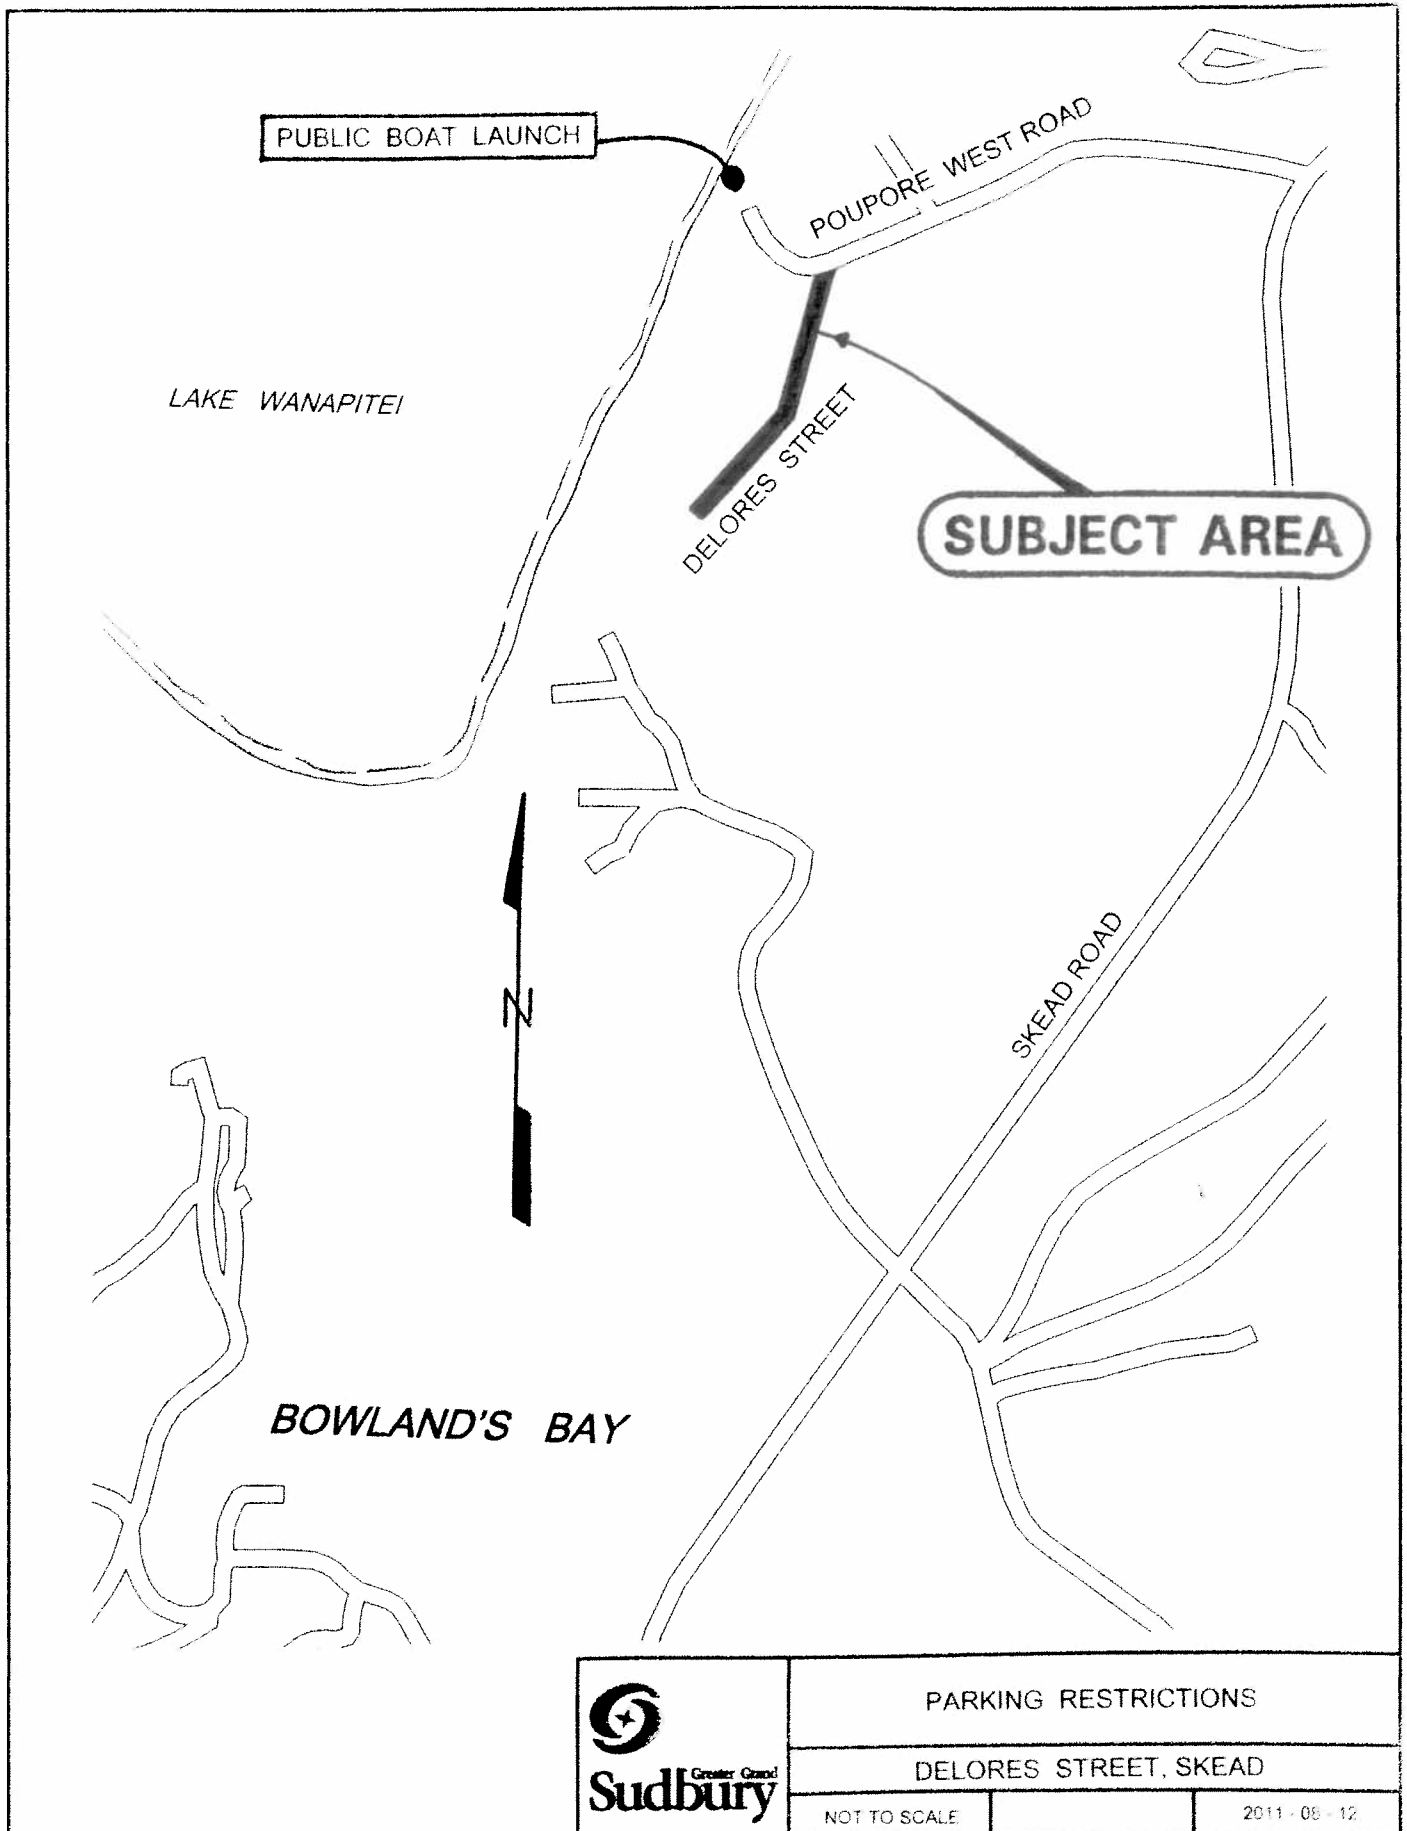 PUBLIC BOAT LAUNCH
POUPORE WEST ROAD
LAKE WANAPITEI
DELORES STREET
SUBJECT AREA
SKEAD ROAD
N
BOWLAND'S BAY
PARKING RESTRICTIONS
DELORES STREET, SKEAD
Greater Grand
Sudbury
NOT TO SCALE
2011-08-12